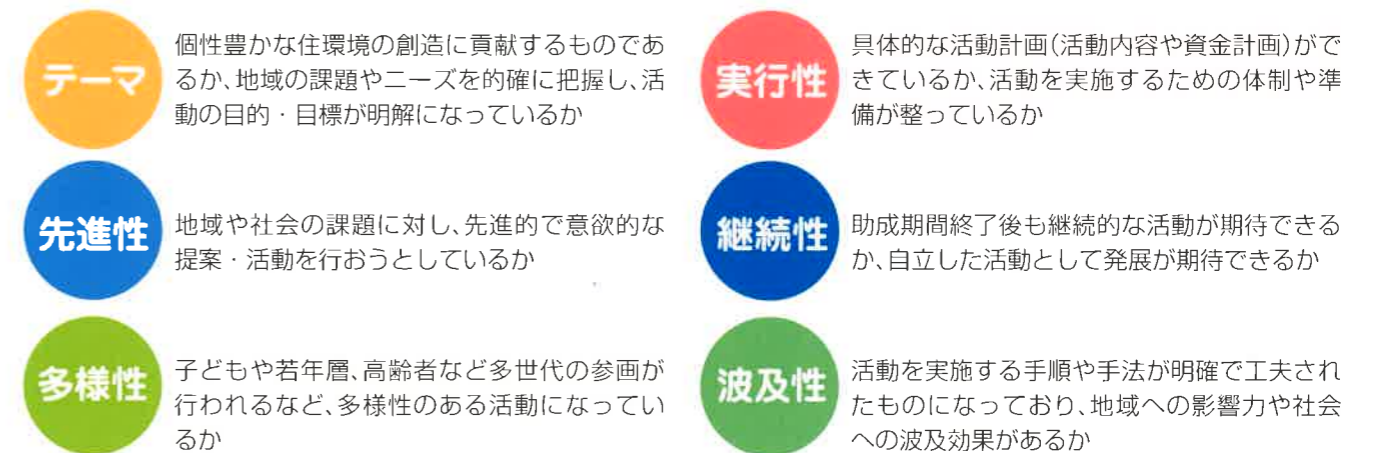 テーマ
個性豊かな住環境の創造に貢献するものであ
るか、地域の課題やニーズを的確に把握し、活
動の目的・目標が明解になっているか
実行性
具体的な活動計画(活動内容や資金計画)がで
きているか、活動を実施するための体制や準
備が整っているか
先進性
地域や社会の課題に対し、先進的で意欲的な
提案・活動を行おうとしているか
継続性
助成期間終了後も継続的な活動が期待できる
か、自立した活動として発展が期待できるか
多様性
子どもや若年層、高齢者など多世代の参画が
行われるなど、多様性のある活動になってい
るか
波及性
活動を実施する手順や手法が明確で工夫され
たものになっており、地域への影響力や社会
への波及効果があるか